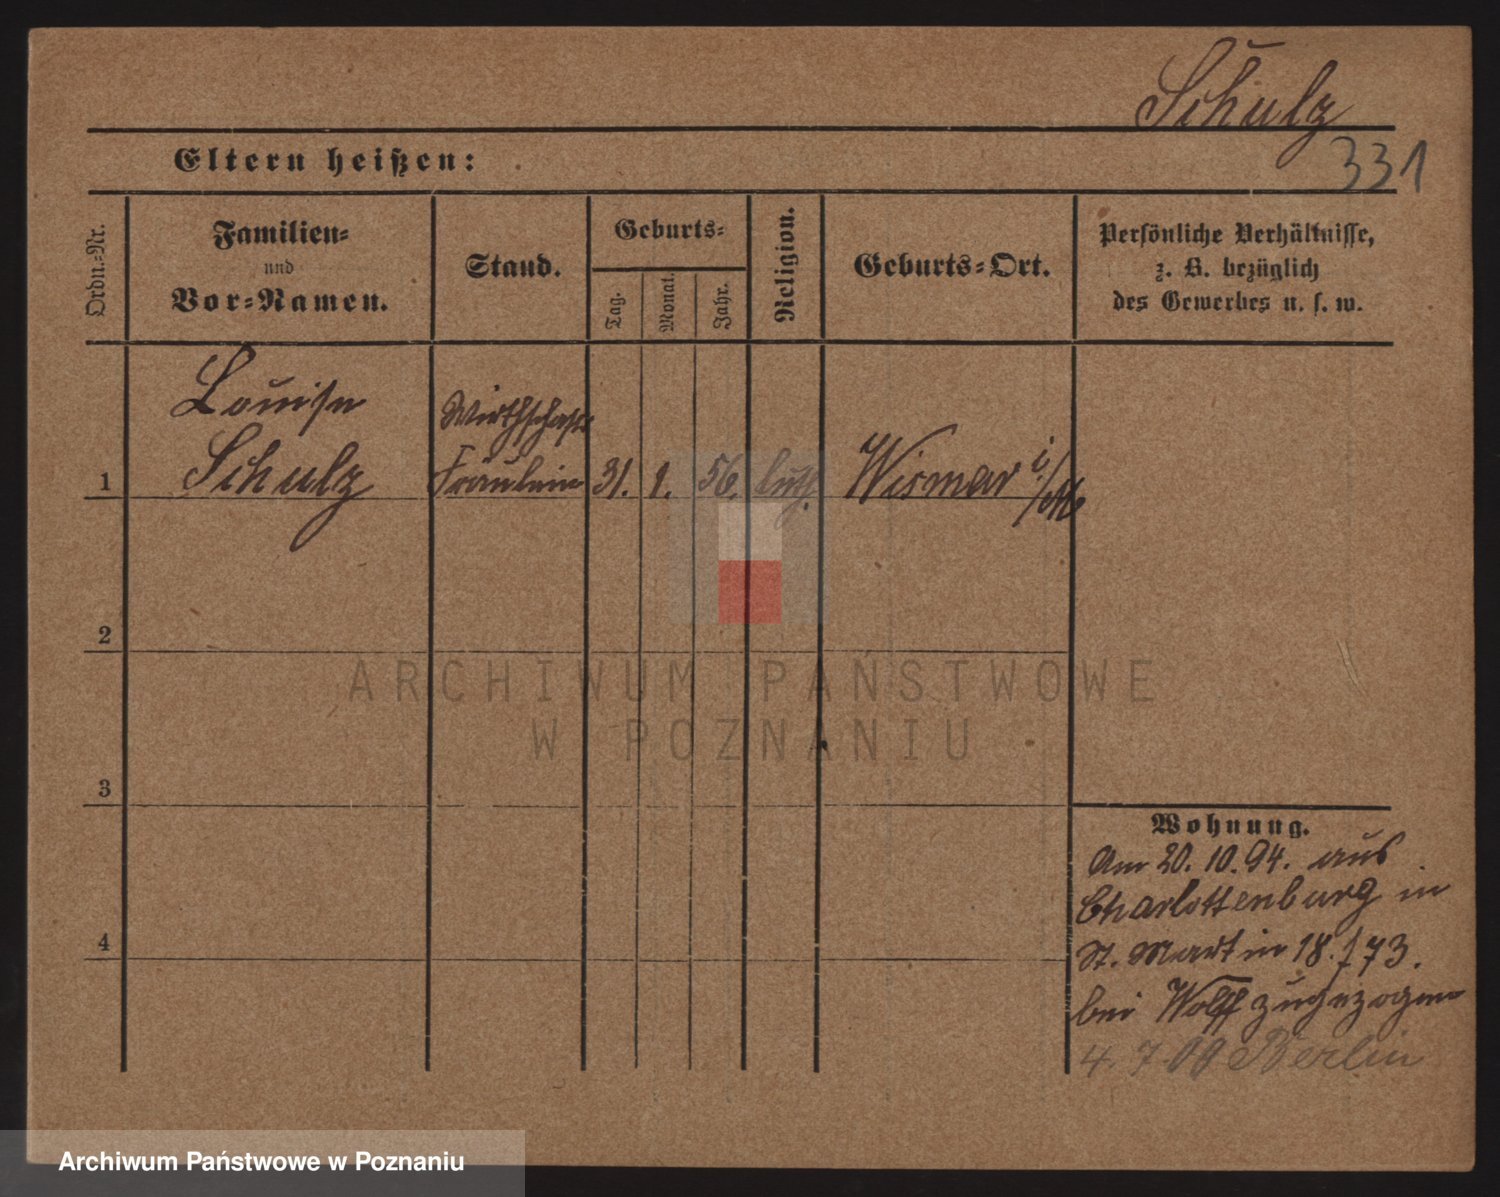 Schulz
Eltern heißen:
331
Ordn.-Nr.
Familien-
und
Vor-Namen.
Stand.
Geburts-
Tag.
Monat.
Jahr.
Religion.
Geburts-Ort.
Persönliche Verhältnisse,
z. B. bezüglich
des Gewerbes u. s. w.
Louise
Schulz
Wirthschafts
Fräulein
1
31.
1.
56.
luth.
Wismar i/M
2
3
4
ARCHIWUM PAŃSTWOWE
W POZNANIU
Wohnung.
Am 20.10.94. aus
Charlottenburg in
St. Martin 18./73.
bei Wolff zugezogen
4. 7. 99 Berlin
Archiwum Państwowe w Poznaniu